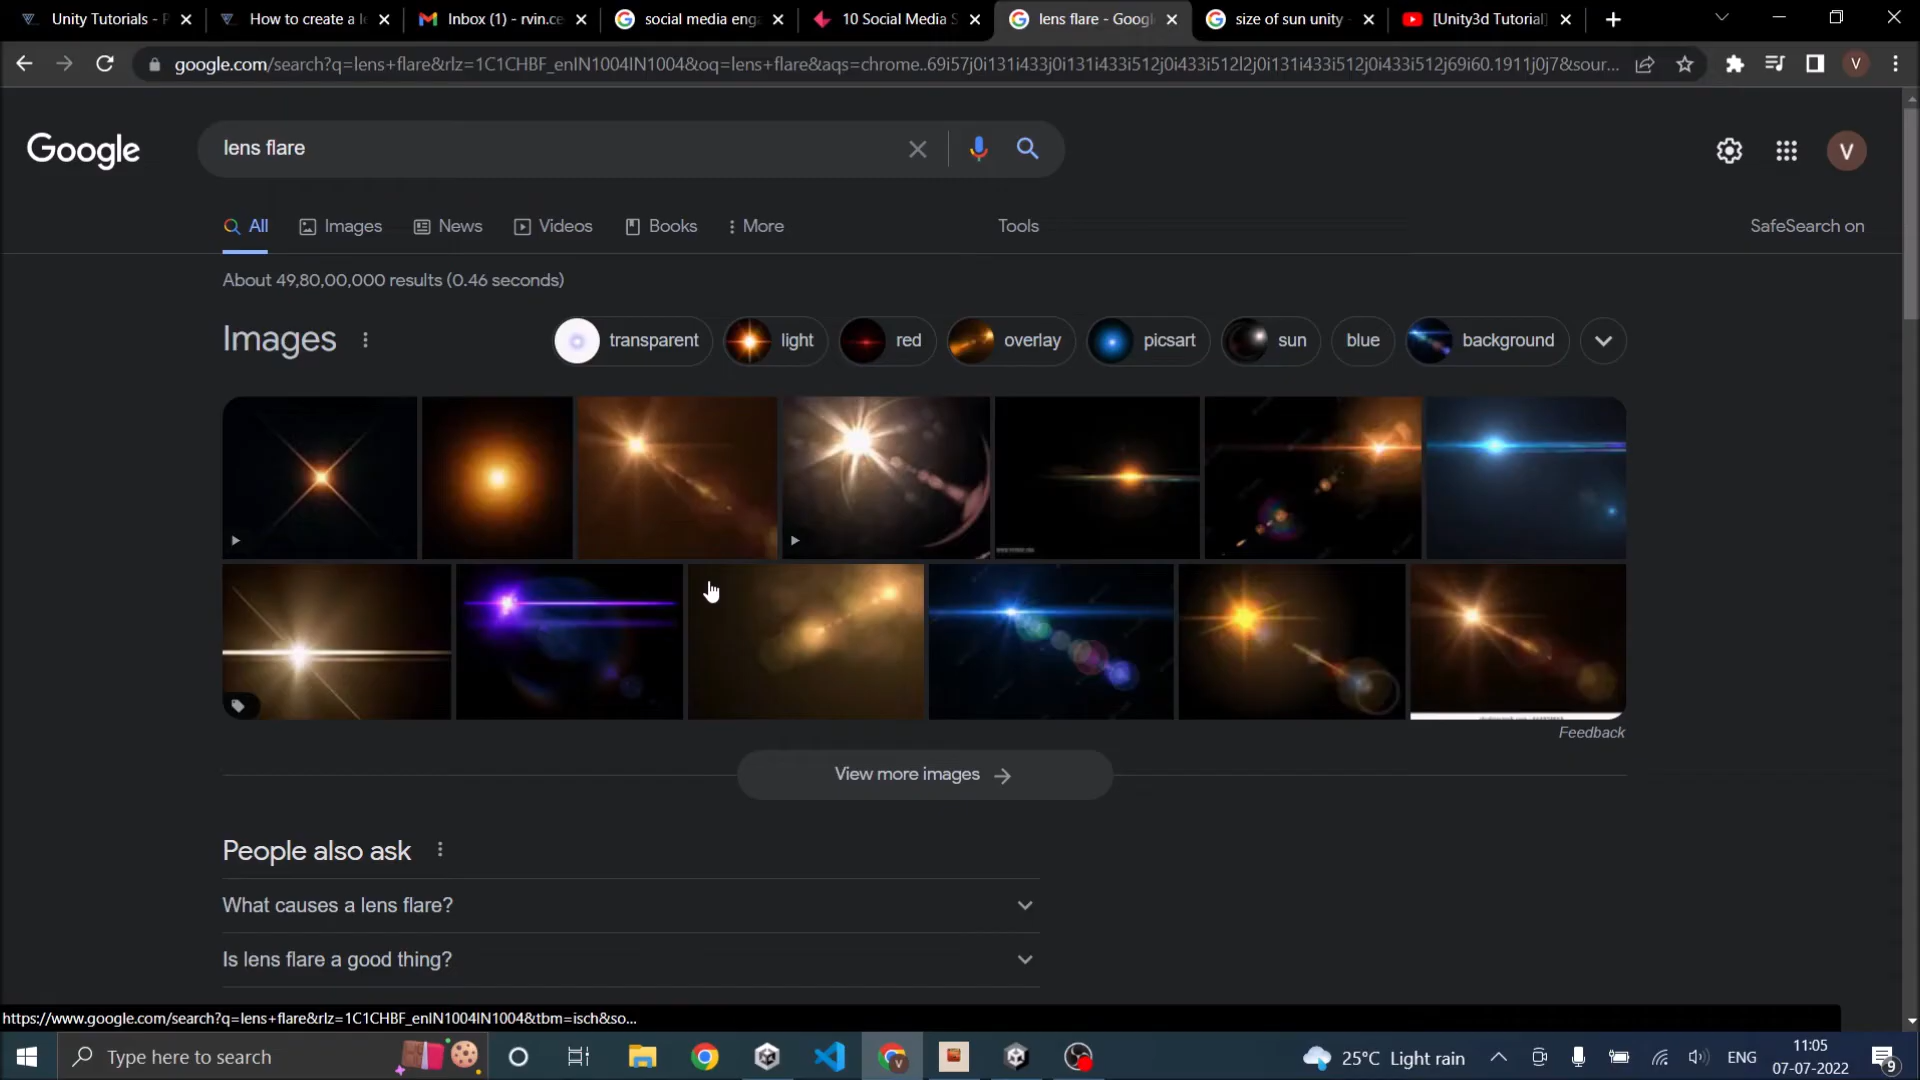 Unity Tutorials - P
How to create a le
Inbox (1) - rvin.ce
social media eng
10 Social Media S
lens flare - Googl
size of sun unity -
[Unity3d Tutorial]
google.com/search?q=lens+flare&rlz=1C1CHBF_enIN1004IN1004&oq=lens+flare&aqs=chrome..69i57j0i131i433j0i131i433i512j0i433i512l2j0i131i433i512j0i433i512j69i60.1911j0j7&sour...
V
Google
lens flare
V
All
Images
News
Videos
Books
More
Tools
SafeSearch on
About 49,80,00,000 results (0.46 seconds)
Images
transparent
light
red
overlay
picsart
sun
blue
background
Feedback
View more images
People also ask
What causes a lens flare?
Is lens flare a good thing?
https://www.google.com/search?q=lens+flare&rlz=1C1CHBF_enIN1004IN1004&tbm=isch&so...
Type here to search
25°C Light rain
ENG
11:05
07-07-2022
9